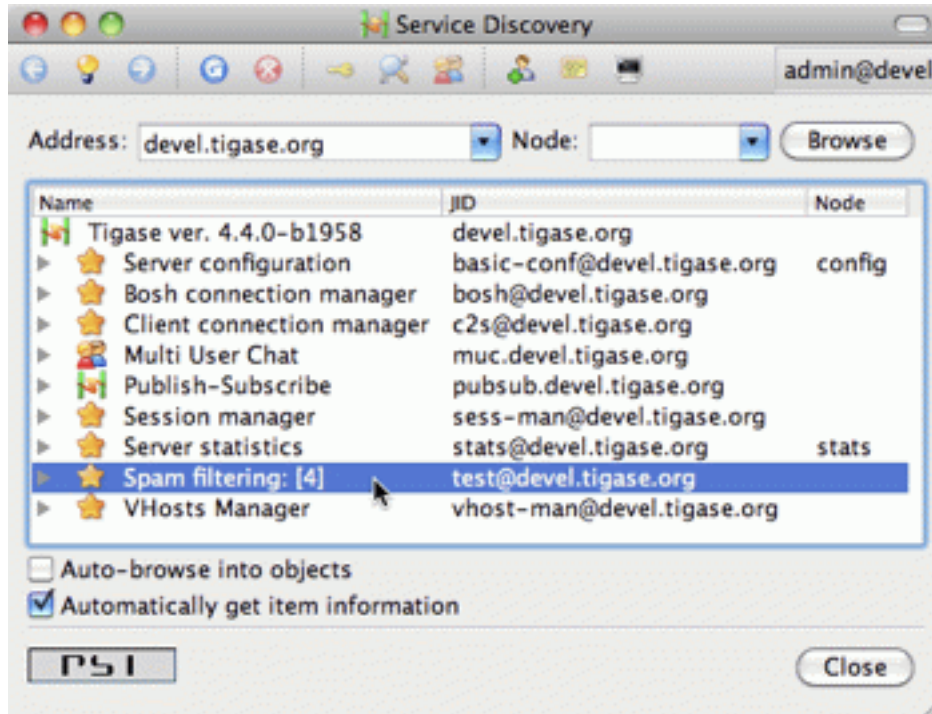 Service Discovery
admin@devel
Address: devel.tigase.org Node: Browse
Name JID Node
Tigase ver. 4.4.0-b1958 devel.tigase.org
Server configuration basic-conf@devel.tigase.org config
Bosh connection manager bosh@devel.tigase.org
Client connection manager c2s@devel.tigase.org
Multi User Chat muc.devel.tigase.org
Publish-Subscribe pubsub.devel.tigase.org
Session manager sess-man@devel.tigase.org
Server statistics stats@devel.tigase.org stats
Spam filtering: [4] test@devel.tigase.org
VHosts Manager vhost-man@devel.tigase.org
Auto-browse into objects
Automatically get item information
PSI Close